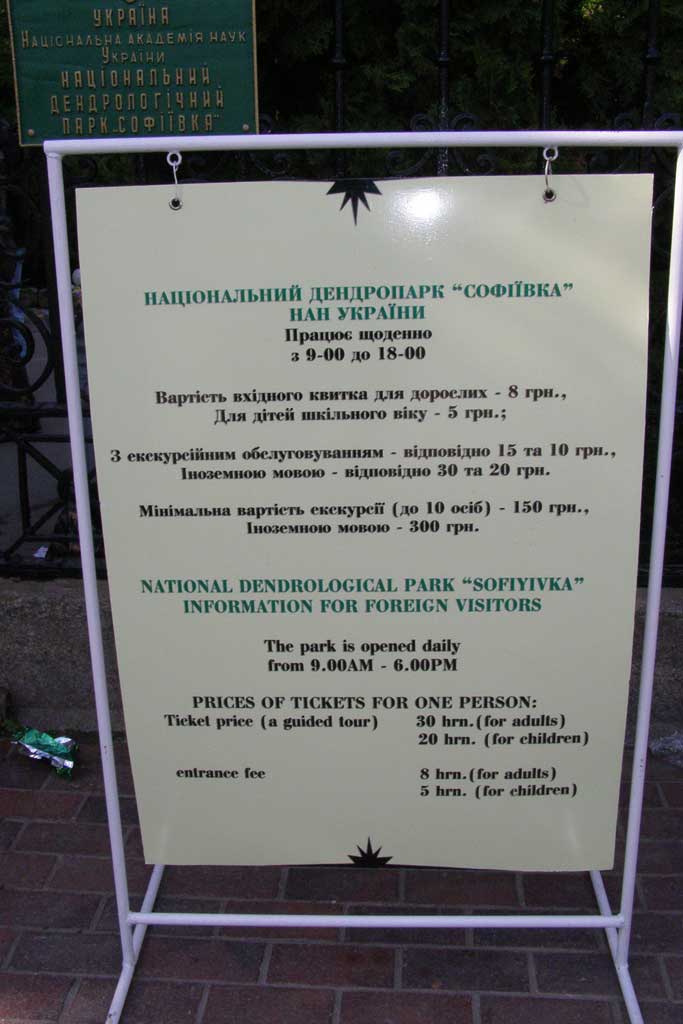 УКРАЇНА
НАЦІОНАЛЬНА АКАДЕМІЯ НАУК
УКРАЇНИ
НАЦІОНАЛЬНИЙ
ДЕНДРОЛОГІЧНИЙ
ПАРК „СОФІЇВКА"
НАЦІОНАЛЬНИЙ ДЕНДРОПАРК “СОФІЇВКА”
НАН УКРАЇНИ
Працює щоденно
з 9-00 до 18-00
Вартість вхідного квитка для дорослих - 8 грн.,
Для дітей шкільного віку - 5 грн.;
З екскурсійним обслуговуванням - відповідно 15 та 10 грн.,
Іноземною мовою - відповідно 30 та 20 грн.
Мінімальна вартість екскурсії (до 10 осіб) - 150 грн.,
Іноземною мовою - 300 грн.
NATIONAL DENDROLOGICAL PARK “SOFIYIVKA”
INFORMATION FOR FOREIGN VISITORS
The park is opened daily
from 9.00AM - 6.00PM
PRICES OF TICKETS FOR ONE PERSON:
Ticket price (a guided tour) 30 hrn. (for adults)
20 hrn. (for children)
entrance fee 8 hrn. (for adults)
5 hrn. (for children)